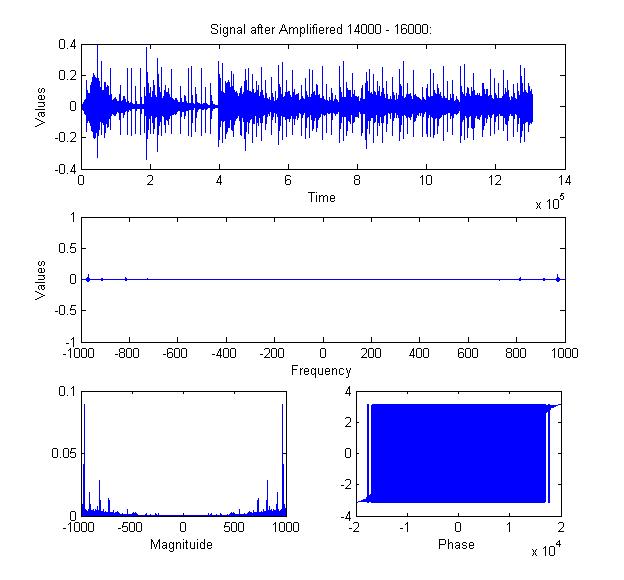 Signal after Amplifiered 14000 - 16000:
0.4
0.2
0
-0.2
-0.4
Values
0 2 4 6 8 10 12 14
Time
x 10^5
1
0.5
0
-0.5
-1
Values
-1000 -800 -600 -400 -200 0 200 400 600 800 1000
Frequency
0.1
0.05
0
-1000 -500 0 500 1000
Magnituide
4
2
0
-2
-4
-2 -1 0 1 2
Phase
x 10^4